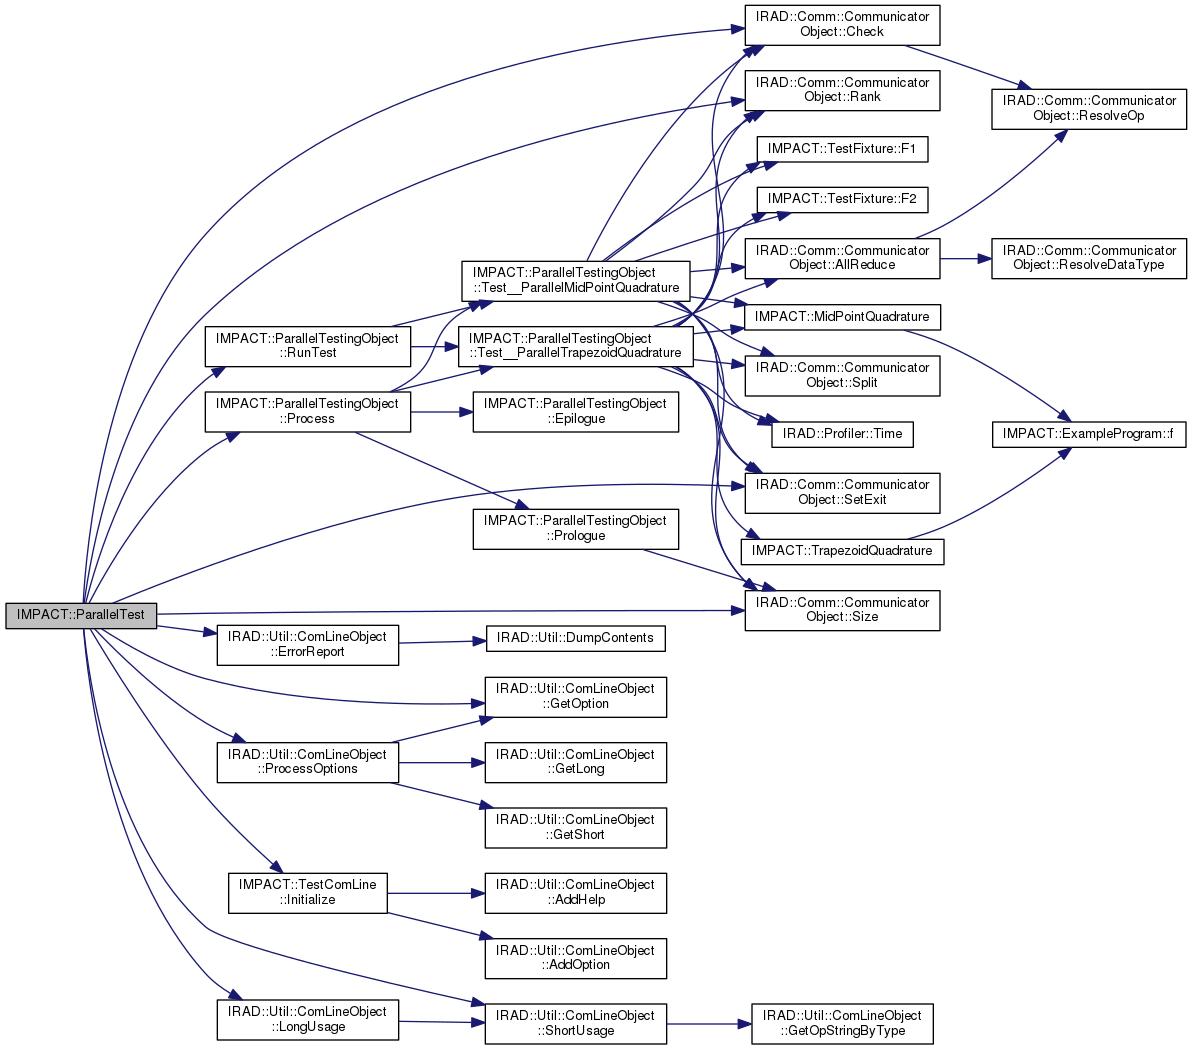 IRAD::Comm::Communicator
Object::Check
IRAD::Comm::Communicator
Object::Rank
IRAD::Comm::Communicator
Object::ResolveOp
IMPACT::TestFixture::F1
IMPACT::TestFixture::F2
IRAD::Comm::Communicator
Object::AllReduce
IRAD::Comm::Communicator
Object::ResolveDataType
IMPACT::ParallelTestingObject
::Test__ParallelMidPointQuadrature
IMPACT::MidPointQuadrature
IMPACT::ParallelTestingObject
::RunTest
IMPACT::ParallelTestingObject
::Test__ParallelTrapezoidQuadrature
IRAD::Comm::Communicator
Object::Split
IMPACT::ParallelTestingObject
::Process
IMPACT::ParallelTestingObject
::Epilogue
IRAD::Profiler::Time
IMPACT::ExampleProgram::f
IRAD::Comm::Communicator
Object::SetExit
IMPACT::ParallelTestingObject
::Prologue
IMPACT::TrapezoidQuadrature
IMPACT::ParallelTest
IRAD::Comm::Communicator
Object::Size
IRAD::Util::ComLineObject
::ErrorReport
IRAD::Util::DumpContents
IRAD::Util::ComLineObject
::GetOption
IRAD::Util::ComLineObject
::ProcessOptions
IRAD::Util::ComLineObject
::GetLong
IRAD::Util::ComLineObject
::GetShort
IMPACT::TestComLine
::Initialize
IRAD::Util::ComLineObject
::AddHelp
IRAD::Util::ComLineObject
::AddOption
IRAD::Util::ComLineObject
::LongUsage
IRAD::Util::ComLineObject
::ShortUsage
IRAD::Util::ComLineObject
::GetOpStringByType